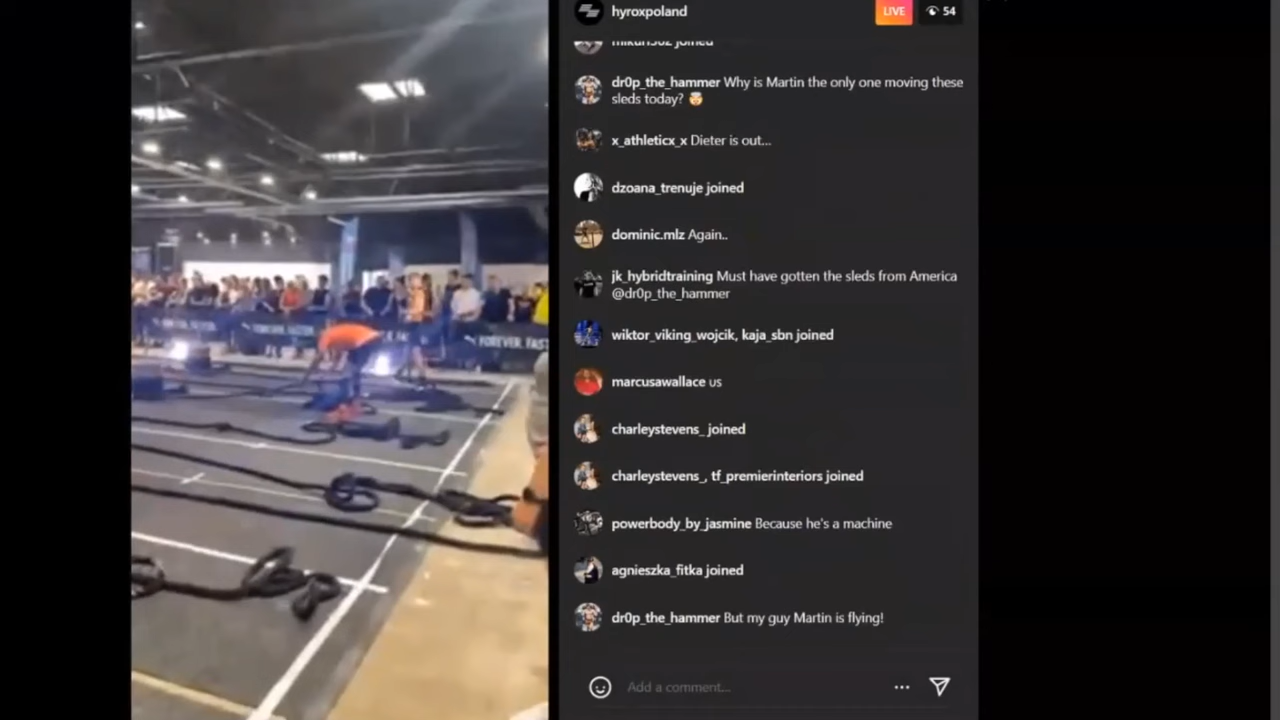 hyroxpoland
LIVE
54
joined
dr0p_the_hammer Why is Martin the only one moving these
sleds today? 🤯
x_athleticx_x Dieter is out...
dzoana_trenuje joined
dominic.mlz Again..
jk_hybridtraining Must have gotten the sleds from America
@dr0p_the_hammer
wiktor_viking_wojcik, kaja_sbn joined
marcusawallace us
charleystevens_ joined
charleystevens_, tf_premierinteriors joined
powerbody_by_jasmine Because he's a machine
agnieszka_fitka joined
dr0p_the_hammer But my guy Martin is flying!
Add a comment...
FOREVER. FASTER.
FOREVER. FAST